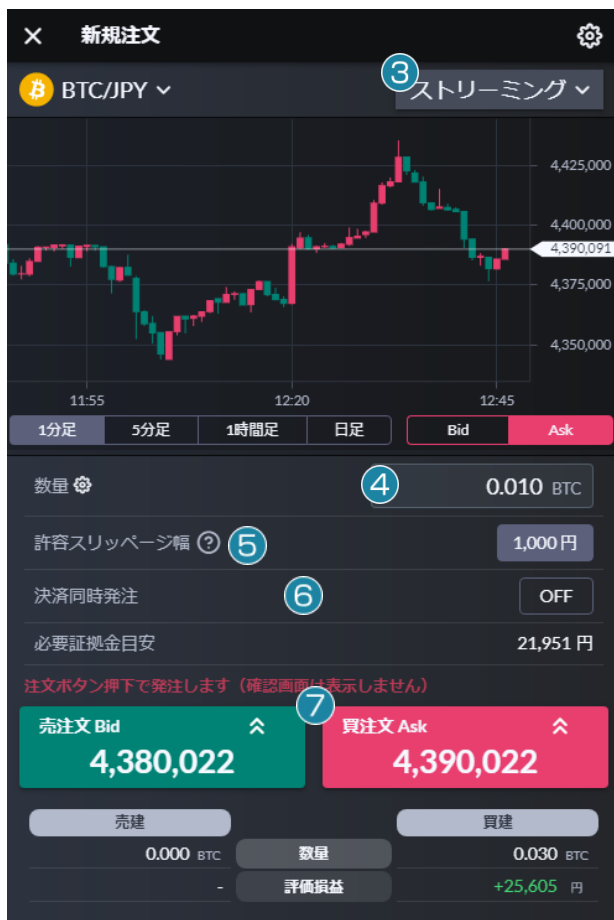 × 新規注文
BTC/JPY
③
ストリーミング
4,425,000
4,400,000
4,390,091
4,375,000
4,350,000
11:55 12:20 12:45
1分足 5分足 1時間足 日足 Bid Ask
数量 ④ 0.010 BTC
許容スリッページ幅 ? ⑤ 1,000円
決済同時発注 ⑥ OFF
必要証拠金目安 21,951 円
注文ボタン押下で発注します（確認画面は表示しません）
⑦
売注文 Bid 買注文 Ask
4,380,022 4,390,022
売建 買建
0.000 BTC 数量 0.030 BTC
- 評価損益 +25,605 円